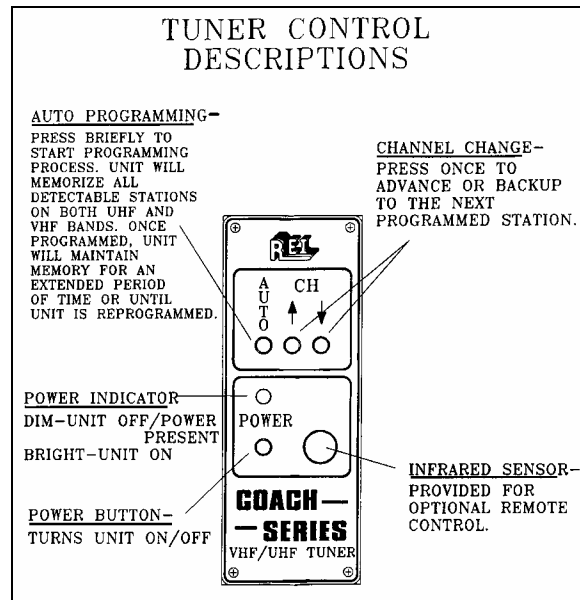 TUNER CONTROL
DESCRIPTIONS
AUTO PROGRAMMING-
PRESS BRIEFLY TO
START PROGRAMMING
PROCESS. UNIT WILL
MEMORIZE ALL
DETECTABLE STATIONS
ON BOTH UHF AND
VHF BANDS. ONCE
PROGRAMMED, UNIT
WILL MAINTAIN
MEMORY FOR AN
EXTENDED PERIOD
OF TIME OR UNTIL
UNIT IS REPROGRAMMED.
CHANNEL CHANGE-
PRESS ONCE TO
ADVANCE OR BACKUP
TO THE NEXT
PROGRAMMED STATION.
REI
AUTO
CH
POWER INDICATOR
DIM-UNIT OFF/POWER
PRESENT
BRIGHT-UNIT ON
POWER
POWER BUTTON-
TURNS UNIT ON/OFF
INFRARED SENSOR-
PROVIDED FOR
OPTIONAL REMOTE
CONTROL.
COACH-
-SERIES
VHF/UHF TUNER